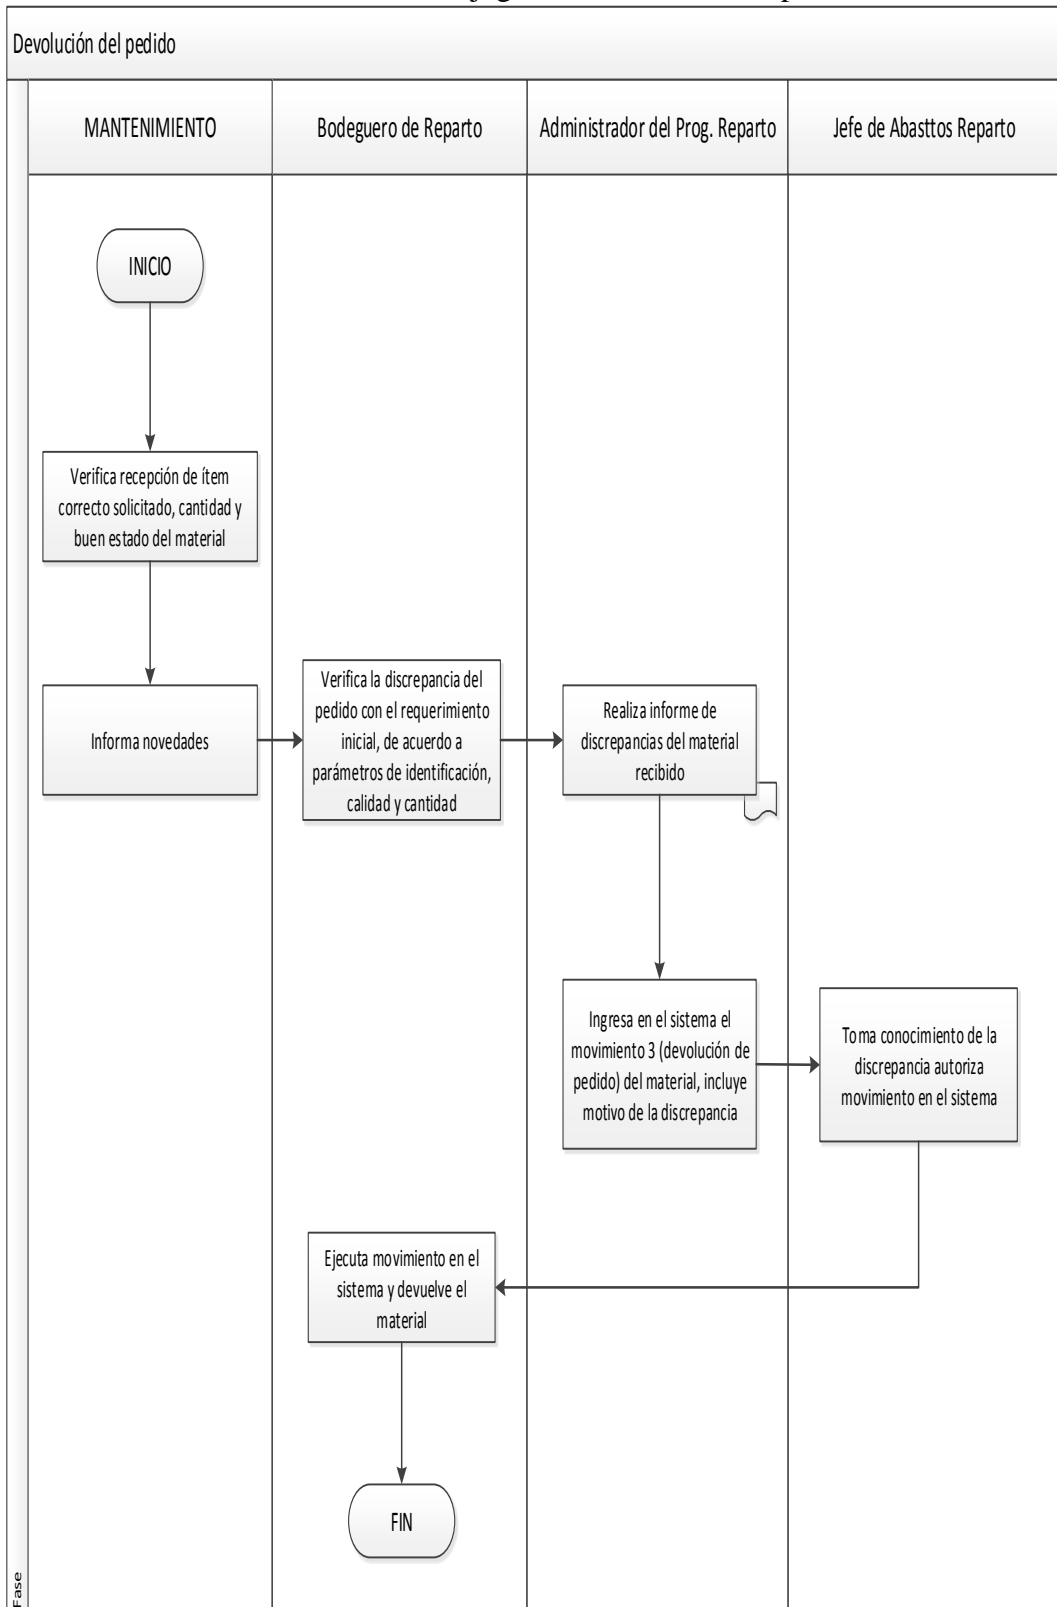 Devolución del pedido
MANTENIMIENTO
Bodeguero de Reparto
Administrador del Prog. Reparto
Jefe de Abasttos Reparto
INICIO
Verifica recepción de ítem
correcto solicitado, cantidad y
buen estado del material
Informa novedades
Verifica la discrepancia del
pedido con el requerimiento
inicial, de acuerdo a
parámetros de identificación,
calidad y cantidad
Realiza informe de
discrepancias del material
recibido
Ingresa en el sistema el
movimiento 3 (devolución de
pedido) del material, incluye
motivo de la discrepancia
Toma conocimiento de la
discrepancia autoriza
movimiento en el sistema
Ejecuta movimiento en el
sistema y devuelve el
material
FIN
Fase